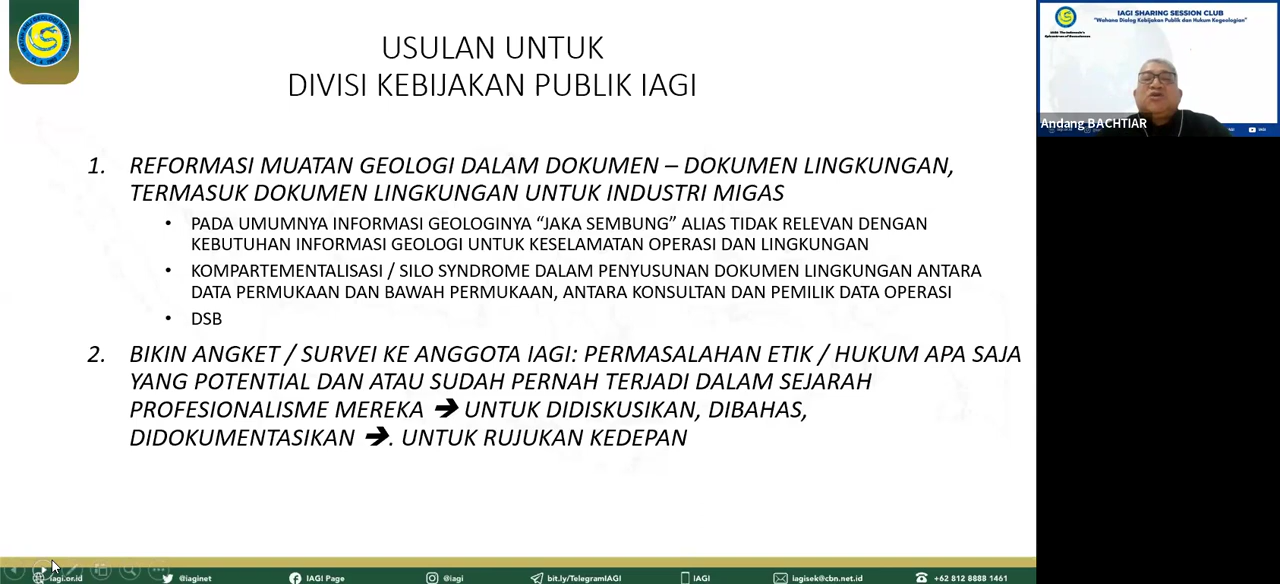 USULAN UNTUK
DIVISI KEBIJAKAN PUBLIK IAGI
1. REFORMASI MUATAN GEOLOGI DALAM DOKUMEN – DOKUMEN LINGKUNGAN,
TERMASUK DOKUMEN LINGKUNGAN UNTUK INDUSTRI MIGAS
• PADA UMUMNYA INFORMASI GEOLOGINYA “JAKA SEMBUNG” ALIAS TIDAK RELEVAN DENGAN
KEBUTUHAN INFORMASI GEOLOGI UNTUK KESELAMATAN OPERASI DAN LINGKUNGAN
• KOMPARTEMENTALISASI / SILO SYNDROME DALAM PENYUSUNAN DOKUMEN LINGKUNGAN ANTARA
DATA PERMUKAAN DAN BAWAH PERMUKAAN, ANTARA KONSULTAN DAN PEMILIK DATA OPERASI
• DSB
2. BIKIN ANGKET / SURVEI KE ANGGOTA IAGI: PERMASALAHAN ETIK / HUKUM APA SAJA
YANG POTENTIAL DAN ATAU SUDAH PERNAH TERJADI DALAM SEJARAH
PROFESIONALISME MEREKA ➔ UNTUK DIDISKUSIKAN, DIBAHAS,
DIDOKUMENTASIKAN ➔. UNTUK RUJUKAN KEDEPAN
iagi.or.id
@iaginet
IAGI Page
@iagi
bit.ly/TelegramIAGI
IAGI
iagisek@cbn.net.id
+62 812 8888 1461
IAGI SHARING SESSION CLUB
"Wahana Dialog Kebijakan Publik dan Hukum Kegeologian"
Andang BACHTIAR
IAGI